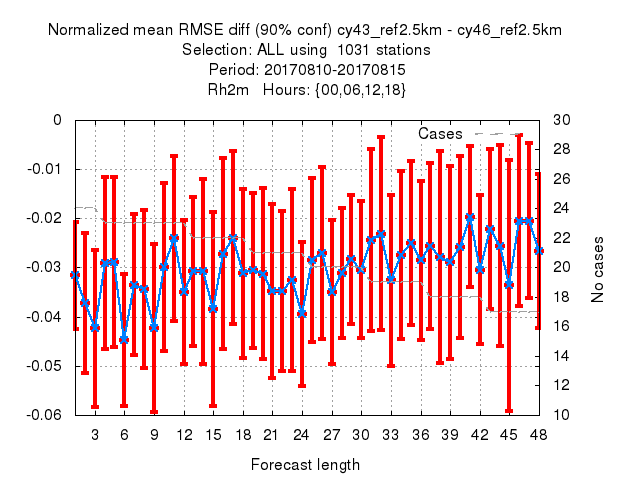 Normalized mean RMSE diff (90% conf) cy43_ref2.5km - cy46_ref2.5km
Selection: ALL using  1031 stations
Period: 20170810-20170815
Rh2m   Hours: {00,06,12,18}
Cases
0
-0.01
-0.02
-0.03
-0.04
-0.05
-0.06
30
28
26
24
22
20
18
16
14
12
10
No cases
3 6 9 12 15 18 21 24 27 30 33 36 39 42 45 48
Forecast length